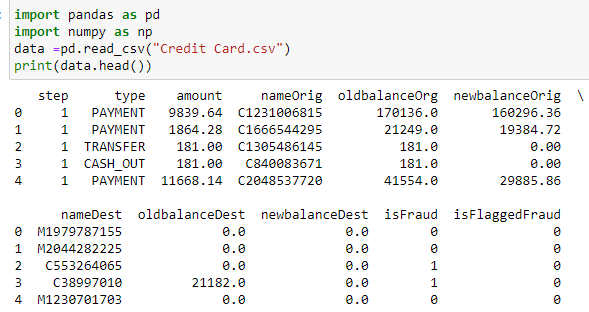 import pandas as pd
import numpy as np
data =pd.read_csv("Credit Card.csv")
print(data.head())
step type amount nameOrig oldbalanceOrg newbalanceOrig \
0 1 PAYMENT 9839.64 C1231006815 170136.0 160296.36
1 1 PAYMENT 1864.28 C1666544295 21249.0 19384.72
2 1 TRANSFER 181.00 C1305486145 181.0 0.00
3 1 CASH_OUT 181.00 C840083671 181.0 0.00
4 1 PAYMENT 11668.14 C2048537720 41554.0 29885.86
nameDest oldbalanceDest newbalanceDest isFraud isFlaggedFraud
0 M1979787155 0.0 0.0 0 0
1 M2044282225 0.0 0.0 0 0
2 C553264065 0.0 0.0 1 0
3 C38997010 21182.0 0.0 1 0
4 M1230701703 0.0 0.0 0 0